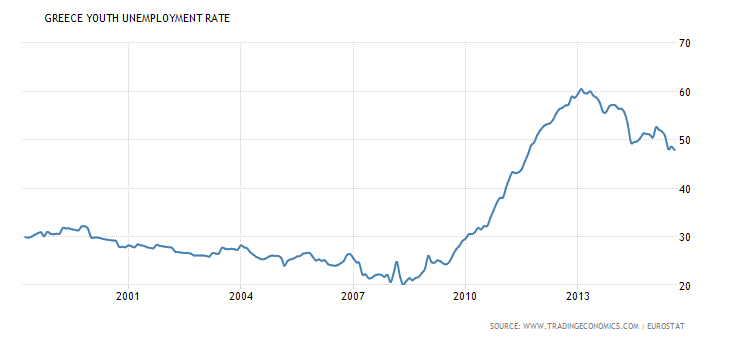 GREECE YOUTH UNEMPLOYMENT RATE
70
60
50
40
30
20
2001 2004 2007 2010 2013
SOURCE: WWW.TRADINGECONOMICS.COM | EUROSTAT